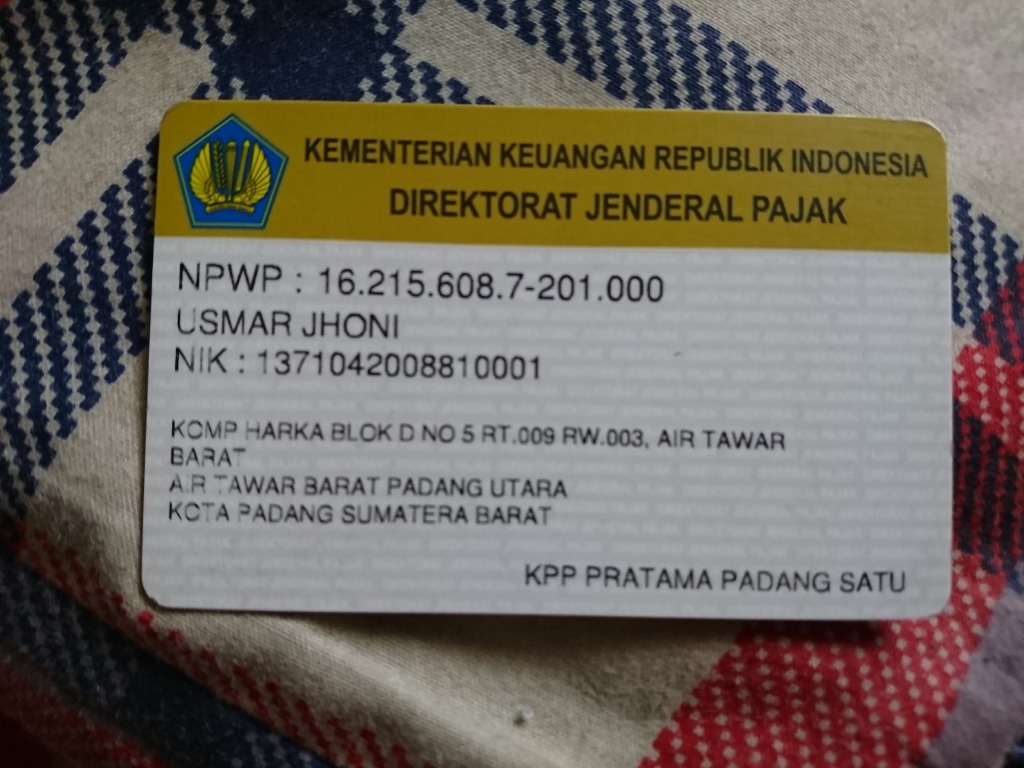 KEMENTERIAN KEUANGAN REPUBLIK INDONESIA
DIREKTORAT JENDERAL PAJAK
NPWP : 16.215.608.7-201.000
USMAR JHONI
NIK : 1371042008810001
KOMP HARKA BLOK D NO 5 RT.009 RW.003, AIR TAWAR
BARAT
AIR TAWAR BARAT PADANG UTARA
KOTA PADANG SUMATERA BARAT
KPP PRATAMA PADANG SATU